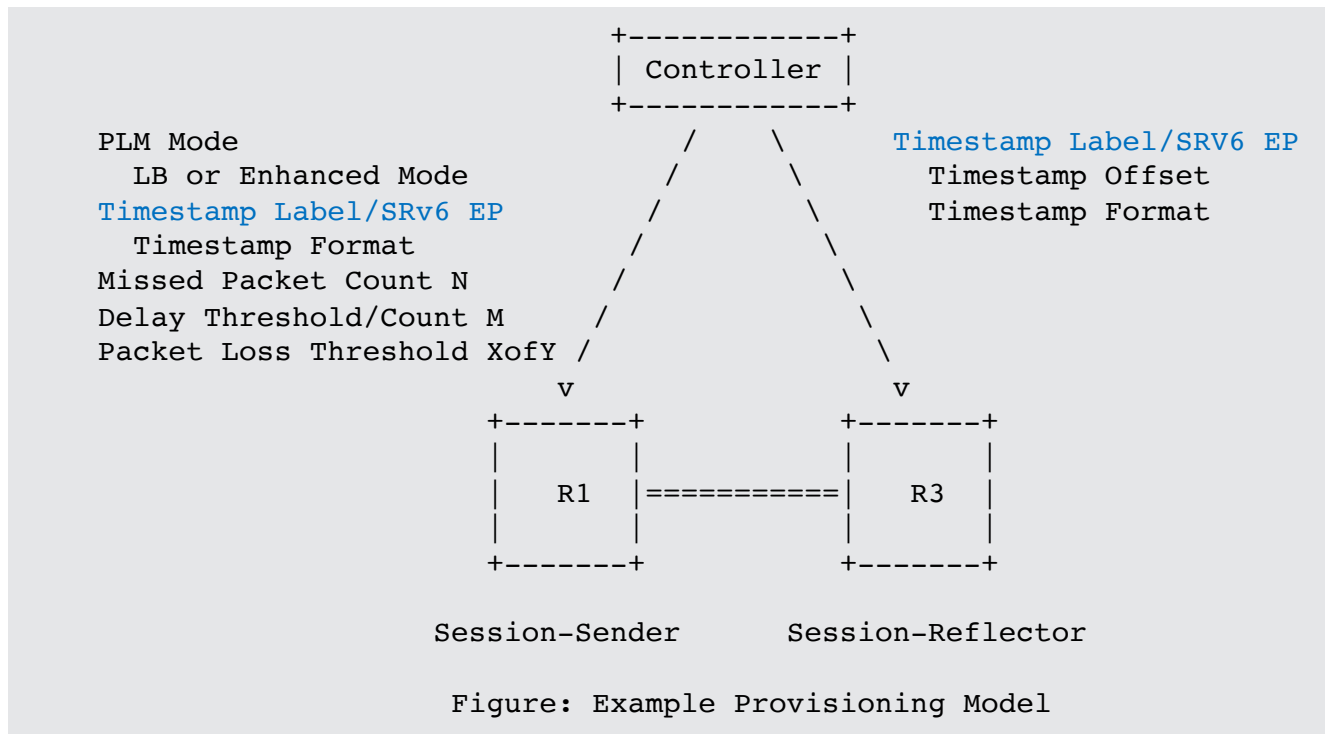 +------------+
| Controller |
+------------+
PLM Mode / \ Timestamp Label/SRV6 EP
LB or Enhanced Mode / \ Timestamp Offset
Timestamp Label/SRv6 EP / \ Timestamp Format
Timestamp Format / \
Missed Packet Count N / \
Delay Threshold/Count M / \
Packet Loss Threshold XofY / \
v v
+-------+ +-------+
| | | |
| R1 |===========| R3 |
| | | |
+-------+ +-------+
Session-Sender Session-Reflector
Figure: Example Provisioning Model